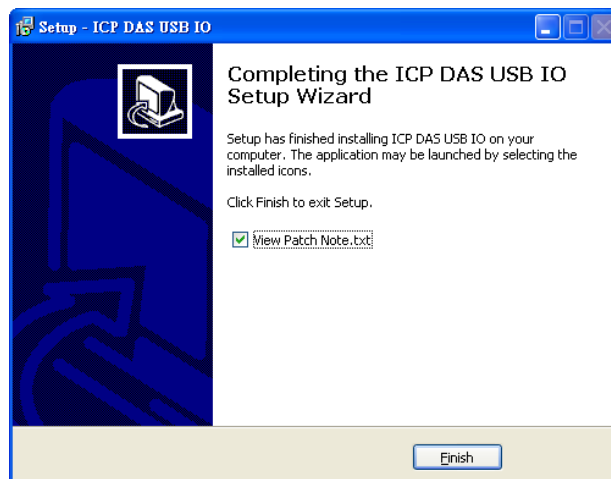 Setup - ICP DAS USB IO
Completing the ICP DAS USB IO
Setup Wizard
Setup has finished installing ICP DAS USB IO on your
computer. The application may be launched by selecting the
installed icons.
Click Finish to exit Setup.
View Patch Note.txt
Finish